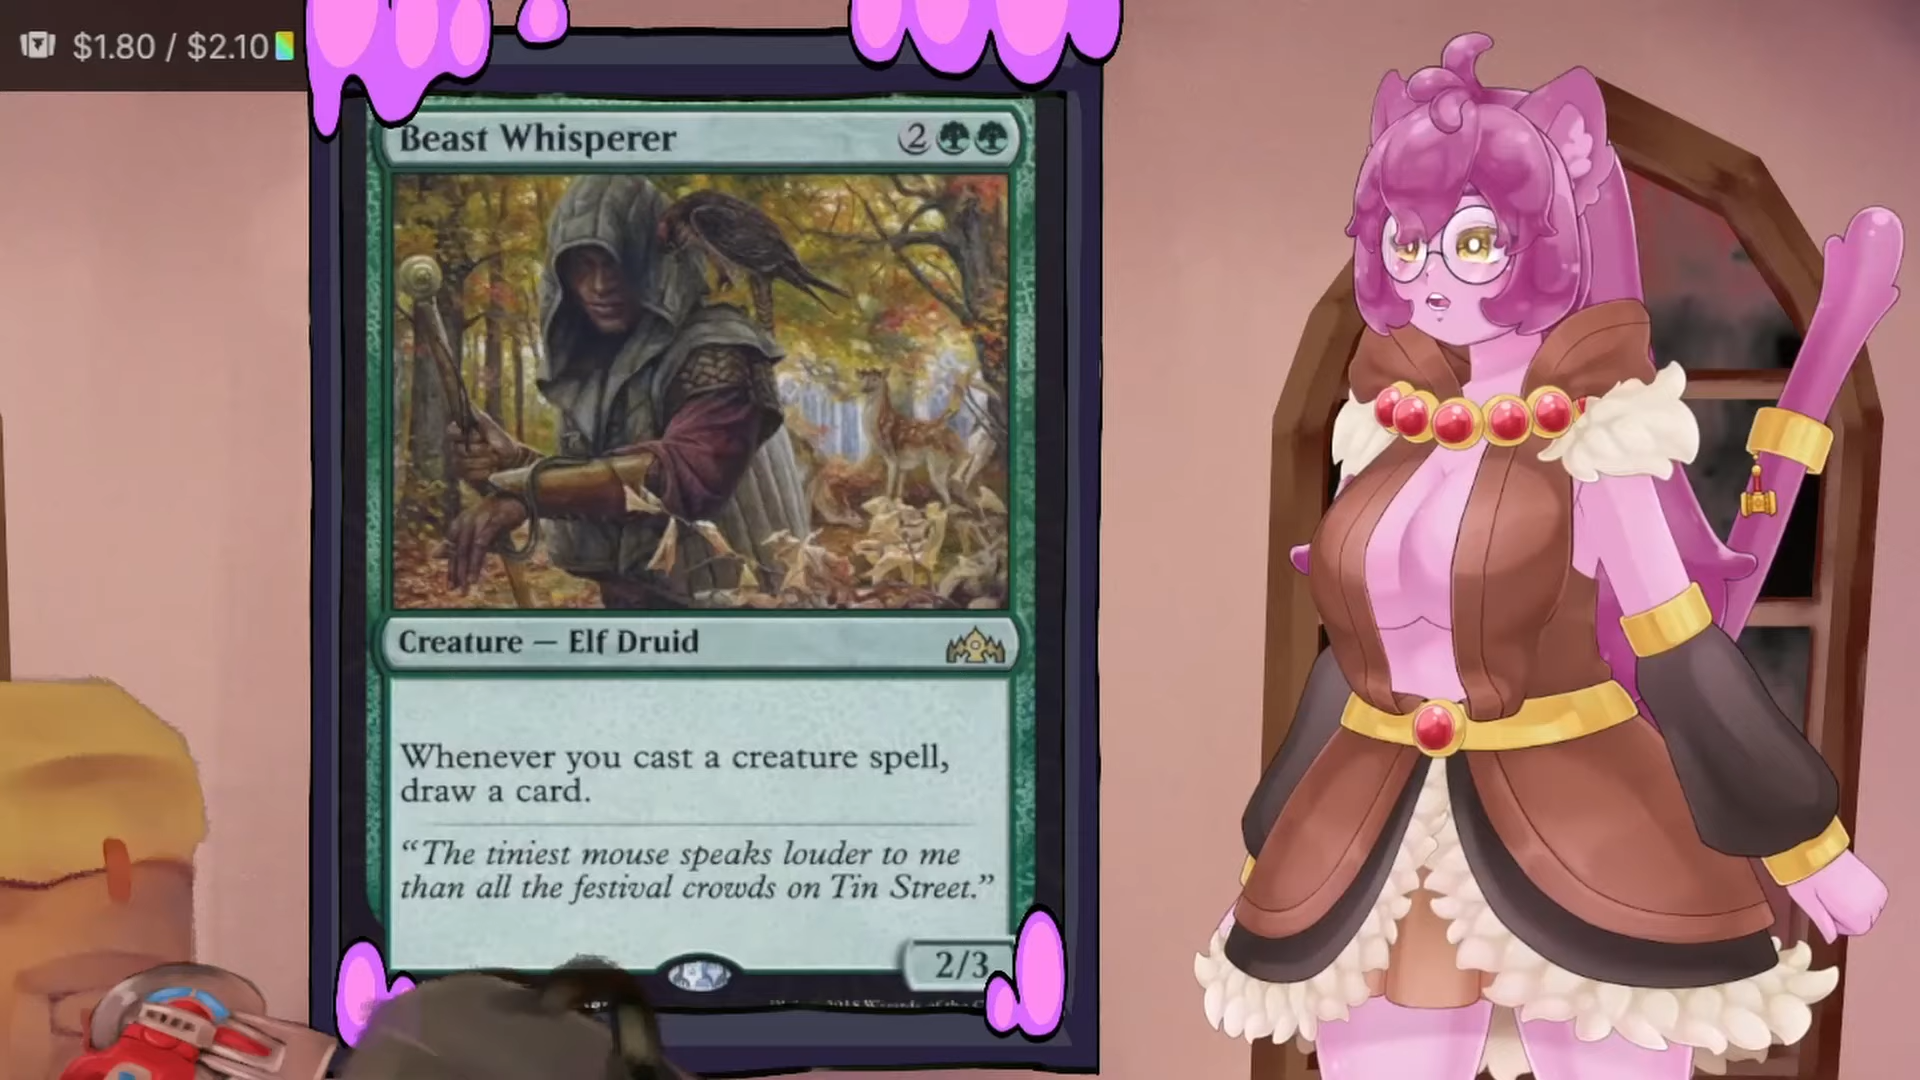 $1.80 / $2.10
Beast Whisperer 2
Creature — Elf Druid
Whenever you cast a creature spell,
draw a card.
“The tiniest mouse speaks louder to me
than all the festival crowds on Tin Street.”
2/3